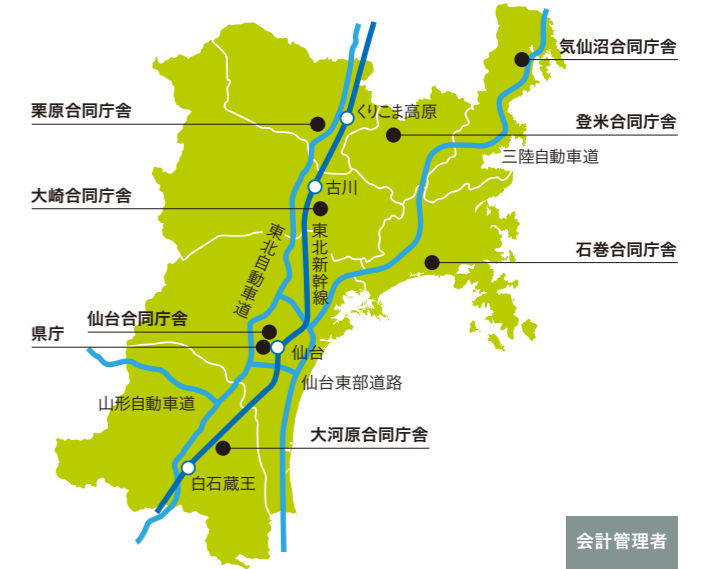 気仙沼合同庁舎
栗原合同庁舎
くりこま高原
登米合同庁舎
三陸自動車道
大崎合同庁舎
古川
東北自動車道
東北新幹線
石巻合同庁舎
仙台合同庁舎
県庁
仙台
仙台東部道路
山形自動車道
大河原合同庁舎
白石蔵王
会計管理者